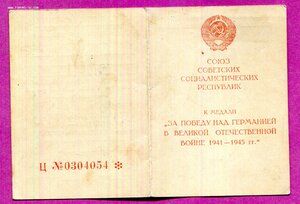 СОЮЗ
СОВЕТСКИХ
СОЦИАЛИСТИЧЕСКИХ
РЕСПУБЛИК
К МЕДАЛИ
„ЗА ПОБЕДУ НАД ГЕРМАНИЕЙ
В ВЕЛИКОЙ ОТЕЧЕСТВЕННОЙ
ВОЙНЕ 1941—1945 гг."
Ц №0304054 *